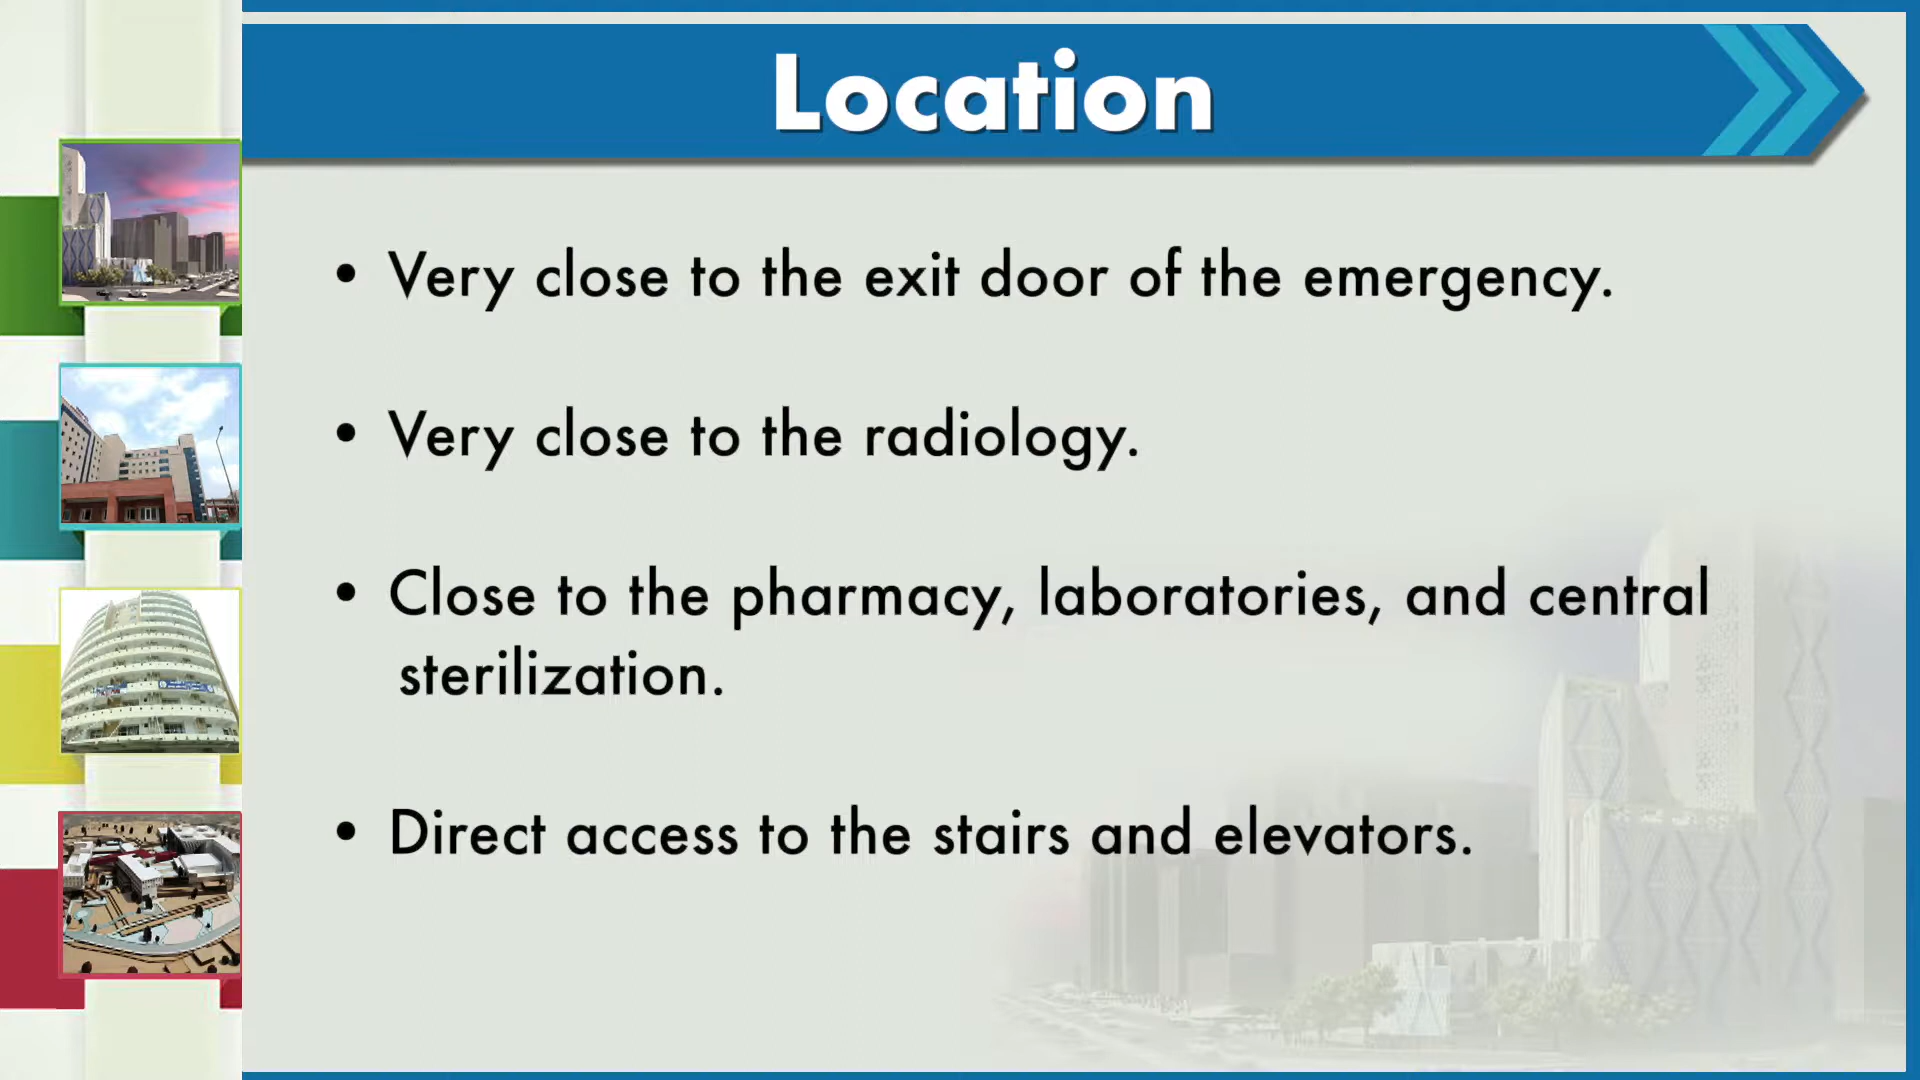 Location
• Very close to the exit door of the emergency.
• Very close to the radiology.
• Close to the pharmacy, laboratories, and central
sterilization.
• Direct access to the stairs and elevators.